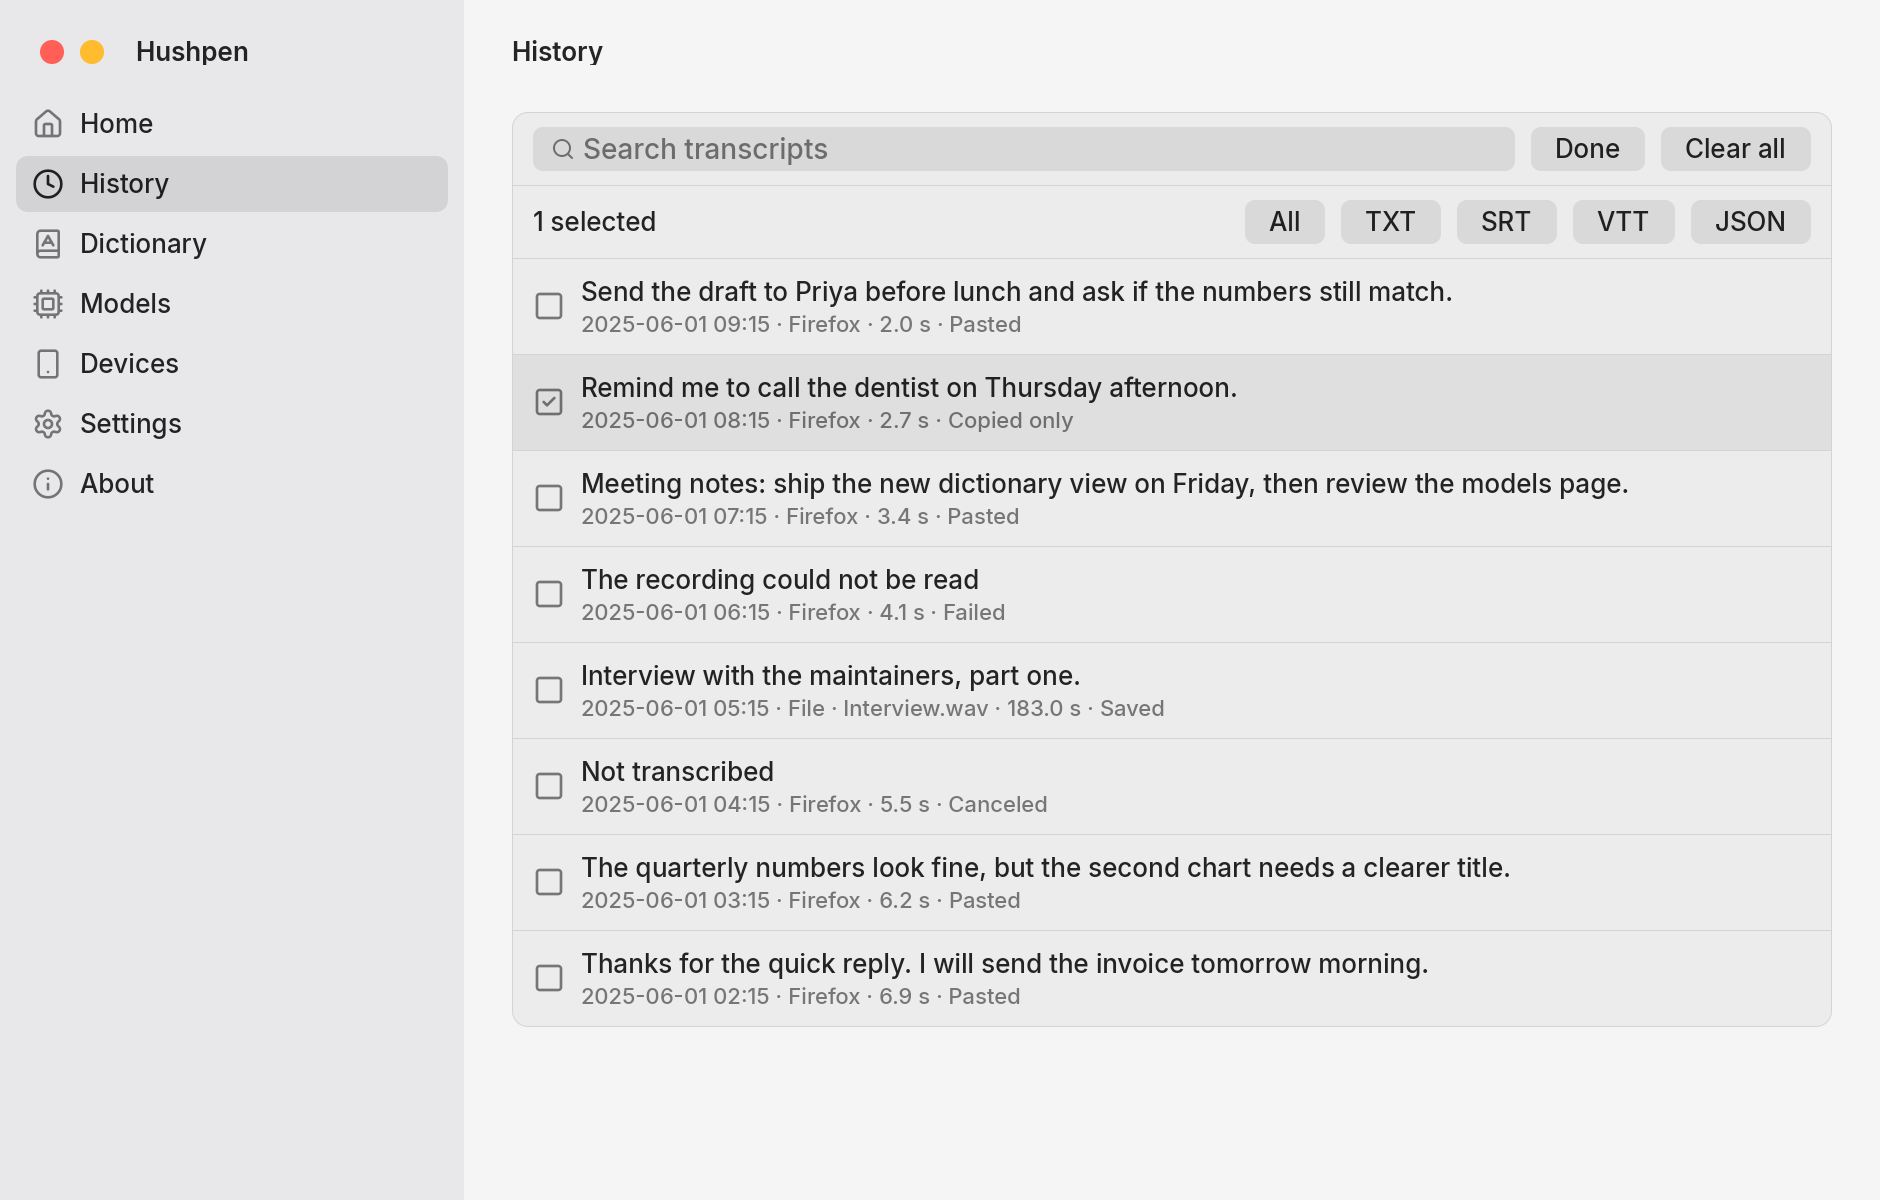 Hushpen
Home
History
Dictionary
Models
Devices
Settings
About
History
Search transcripts
Done
Clear all
1 selected
All
TXT
SRT
VTT
JSON
Send the draft to Priya before lunch and ask if the numbers still match.
2025-06-01 09:15 · Firefox · 2.0 s · Pasted
Remind me to call the dentist on Thursday afternoon.
2025-06-01 08:15 · Firefox · 2.7 s · Copied only
Meeting notes: ship the new dictionary view on Friday, then review the models page.
2025-06-01 07:15 · Firefox · 3.4 s · Pasted
The recording could not be read
2025-06-01 06:15 · Firefox · 4.1 s · Failed
Interview with the maintainers, part one.
2025-06-01 05:15 · File · Interview.wav · 183.0 s · Saved
Not transcribed
2025-06-01 04:15 · Firefox · 5.5 s · Canceled
The quarterly numbers look fine, but the second chart needs a clearer title.
2025-06-01 03:15 · Firefox · 6.2 s · Pasted
Thanks for the quick reply. I will send the invoice tomorrow morning.
2025-06-01 02:15 · Firefox · 6.9 s · Pasted